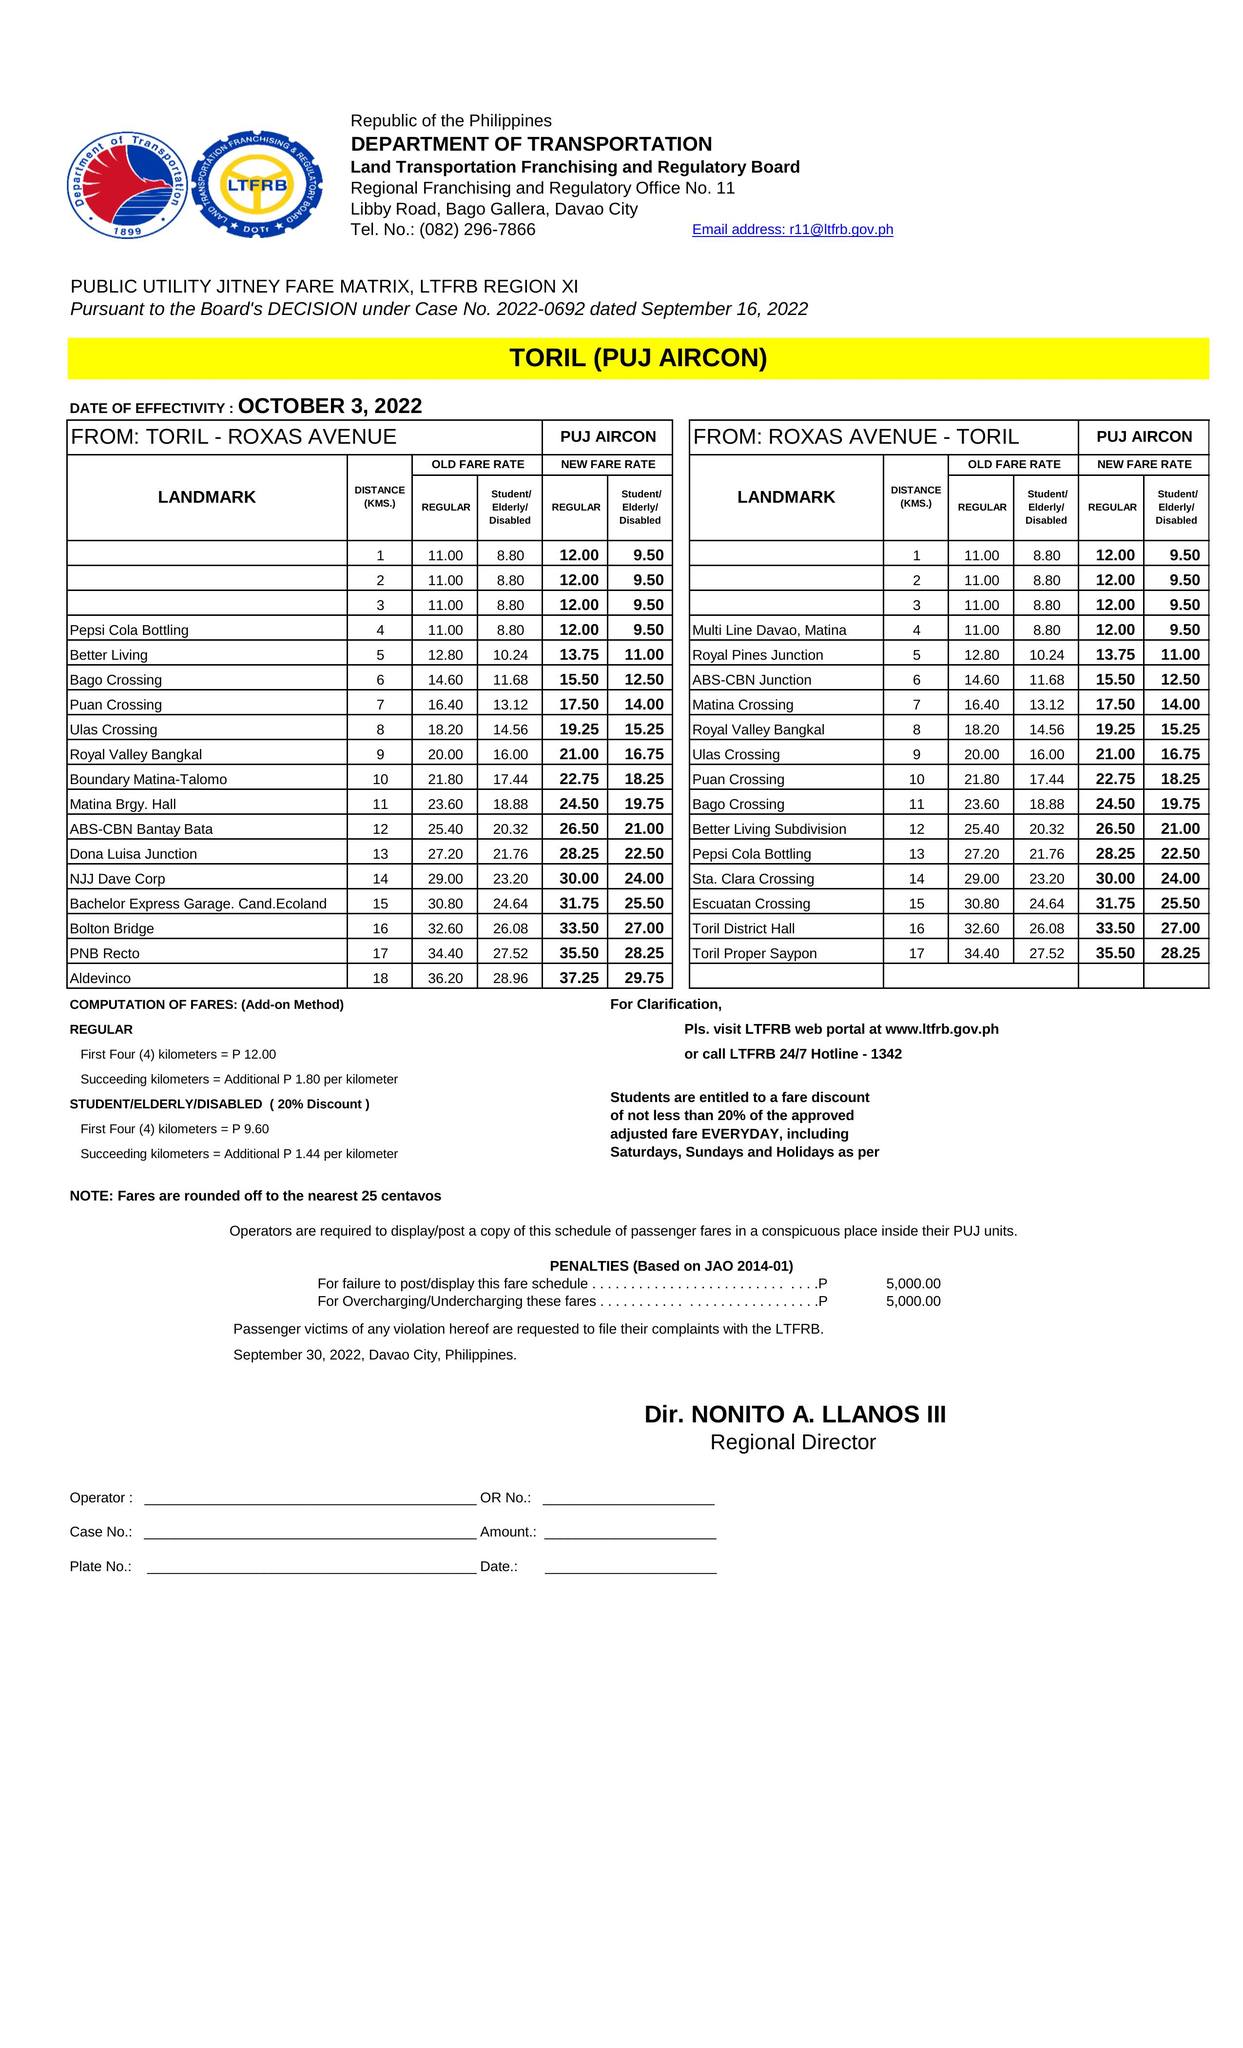 Department of Transportation
1899
LAND TRANSPORTATION FRANCHISING & REGULATORY BOARD
LTFRB
DOTr
Republic of the Philippines
DEPARTMENT OF TRANSPORTATION
Land Transportation Franchising and Regulatory Board
Regional Franchising and Regulatory Office No. 11
Libby Road, Bago Gallera, Davao City
Tel. No.: (082) 296-7866 Email address: r11@ltfrb.gov.ph
PUBLIC UTILITY JITNEY FARE MATRIX, LTFRB REGION XI
Pursuant to the Board's DECISION under Case No. 2022-0692 dated September 16, 2022
TORIL (PUJ AIRCON)
DATE OF EFFECTIVITY : OCTOBER 3, 2022
FROM: TORIL - ROXAS AVENUE PUJ AIRCON
LANDMARK DISTANCE (KMS.) OLD FARE RATE NEW FARE RATE
REGULAR Student/ Elderly/ Disabled REGULAR Student/ Elderly/ Disabled
1 11.00 8.80 12.00 9.50
2 11.00 8.80 12.00 9.50
3 11.00 8.80 12.00 9.50
Pepsi Cola Bottling 4 11.00 8.80 12.00 9.50
Better Living 5 12.80 10.24 13.75 11.00
Bago Crossing 6 14.60 11.68 15.50 12.50
Puan Crossing 7 16.40 13.12 17.50 14.00
Ulas Crossing 8 18.20 14.56 19.25 15.25
Royal Valley Bangkal 9 20.00 16.00 21.00 16.75
Boundary Matina-Talomo 10 21.80 17.44 22.75 18.25
Matina Brgy. Hall 11 23.60 18.88 24.50 19.75
ABS-CBN Bantay Bata 12 25.40 20.32 26.50 21.00
Dona Luisa Junction 13 27.20 21.76 28.25 22.50
NJJ Dave Corp 14 29.00 23.20 30.00 24.00
Bachelor Express Garage. Cand.Ecoland 15 30.80 24.64 31.75 25.50
Bolton Bridge 16 32.60 26.08 33.50 27.00
PNB Recto 17 34.40 27.52 35.50 28.25
Aldevinco 18 36.20 28.96 37.25 29.75
FROM: ROXAS AVENUE - TORIL PUJ AIRCON
LANDMARK DISTANCE (KMS.) OLD FARE RATE NEW FARE RATE
REGULAR Student/ Elderly/ Disabled REGULAR Student/ Elderly/ Disabled
1 11.00 8.80 12.00 9.50
2 11.00 8.80 12.00 9.50
3 11.00 8.80 12.00 9.50
Multi Line Davao, Matina 4 11.00 8.80 12.00 9.50
Royal Pines Junction 5 12.80 10.24 13.75 11.00
ABS-CBN Junction 6 14.60 11.68 15.50 12.50
Matina Crossing 7 16.40 13.12 17.50 14.00
Royal Valley Bangkal 8 18.20 14.56 19.25 15.25
Ulas Crossing 9 20.00 16.00 21.00 16.75
Puan Crossing 10 21.80 17.44 22.75 18.25
Bago Crossing 11 23.60 18.88 24.50 19.75
Better Living Subdivision 12 25.40 20.32 26.50 21.00
Pepsi Cola Bottling 13 27.20 21.76 28.25 22.50
Sta. Clara Crossing 14 29.00 23.20 30.00 24.00
Escuatan Crossing 15 30.80 24.64 31.75 25.50
Toril District Hall 16 32.60 26.08 33.50 27.00
Toril Proper Saypon 17 34.40 27.52 35.50 28.25
COMPUTATION OF FARES: (Add-on Method)
REGULAR
First Four (4) kilometers = P 12.00
Succeeding kilometers = Additional P 1.80 per kilometer
STUDENT/ELDERLY/DISABLED ( 20% Discount )
First Four (4) kilometers = P 9.60
Succeeding kilometers = Additional P 1.44 per kilometer
For Clarification,
Pls. visit LTFRB web portal at www.ltfrb.gov.ph
or call LTFRB 24/7 Hotline - 1342
Students are entitled to a fare discount
of not less than 20% of the approved
adjusted fare EVERYDAY, including
Saturdays, Sundays and Holidays as per
NOTE: Fares are rounded off to the nearest 25 centavos
Operators are required to display/post a copy of this schedule of passenger fares in a conspicuous place inside their PUJ units.
PENALTIES (Based on JAO 2014-01)
For failure to post/display this fare schedule . . . . . . . . . . . . . . . . . . . . . . . . . . . . .P 5,000.00
For Overcharging/Undercharging these fares . . . . . . . . . . . . . . . . . . . . . . . . . . . .P 5,000.00
Passenger victims of any violation hereof are requested to file their complaints with the LTFRB.
September 30, 2022, Davao City, Philippines.
Dir. NONITO A. LLANOS III
Regional Director
Operator : OR No.:
Case No.: Amount.:
Plate No.: Date.: